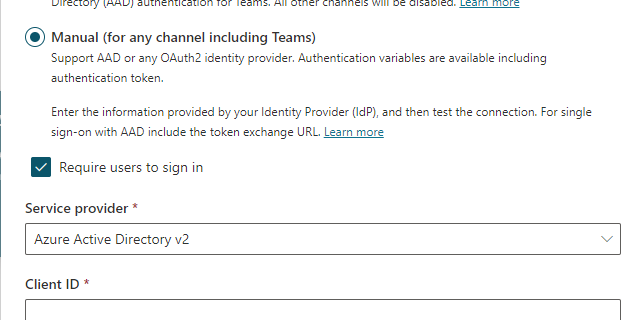 Directory (AAD) authentication for Teams. All other channels will be disabled. Learn more
Manual (for any channel including Teams)
Support AAD or any OAuth2 identity provider. Authentication variables are available including
authentication token.
Enter the information provided by your Identity Provider (IdP), and then test the connection. For single
sign-on with AAD include the token exchange URL. Learn more
Require users to sign in
Service provider *
Azure Active Directory v2
Client ID *